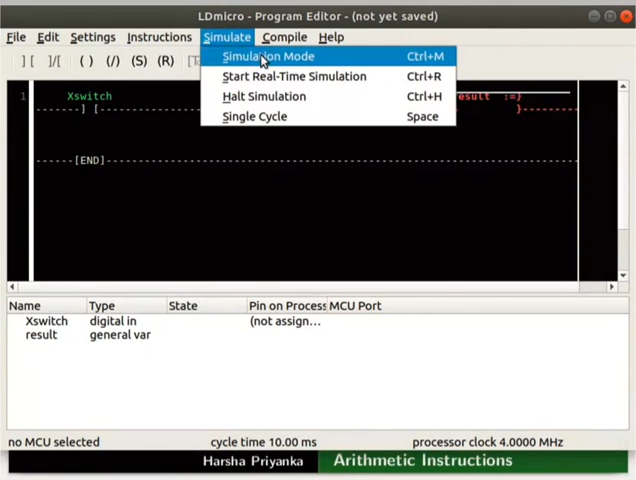 LDmicro - Program Editor - (not yet saved)
File Edit Settings Instructions Simulate Compile Help
] [ ]/[ ( ) (/) (S) (R)
Simulation Mode Ctrl+M
Start Real-Time Simulation Ctrl+R
Halt Simulation Ctrl+H
Single Cycle Space
1 Xswitch esult :=}
------] [------ }--------
-----[END]-----
Name Type State Pin on Process MCU Port
Xswitch digital in (not assign...
result general var
no MCU selected cycle time 10.00 ms processor clock 4.0000 MHz
Harsha Priyanka Arithmetic Instructions